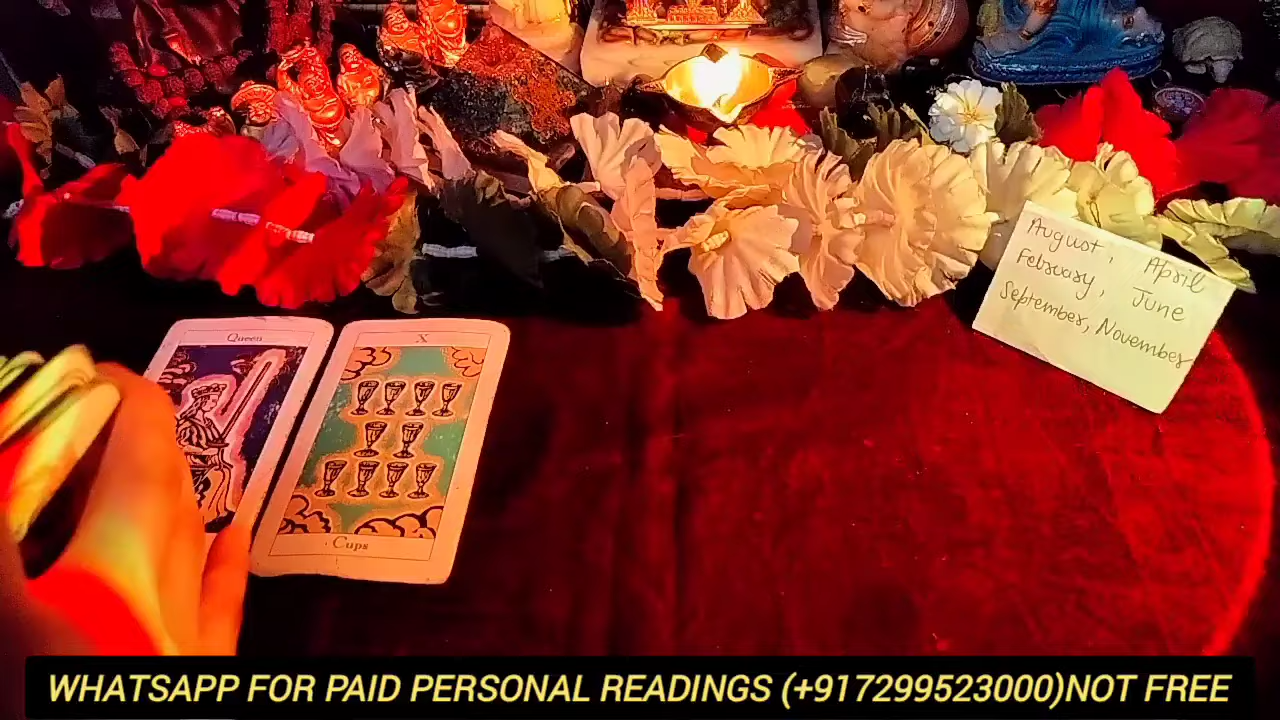 August, April
February, June
September, November
Queen
X
Cups
WHATSAPP FOR PAID PERSONAL READINGS (+917299523000)NOT FREE